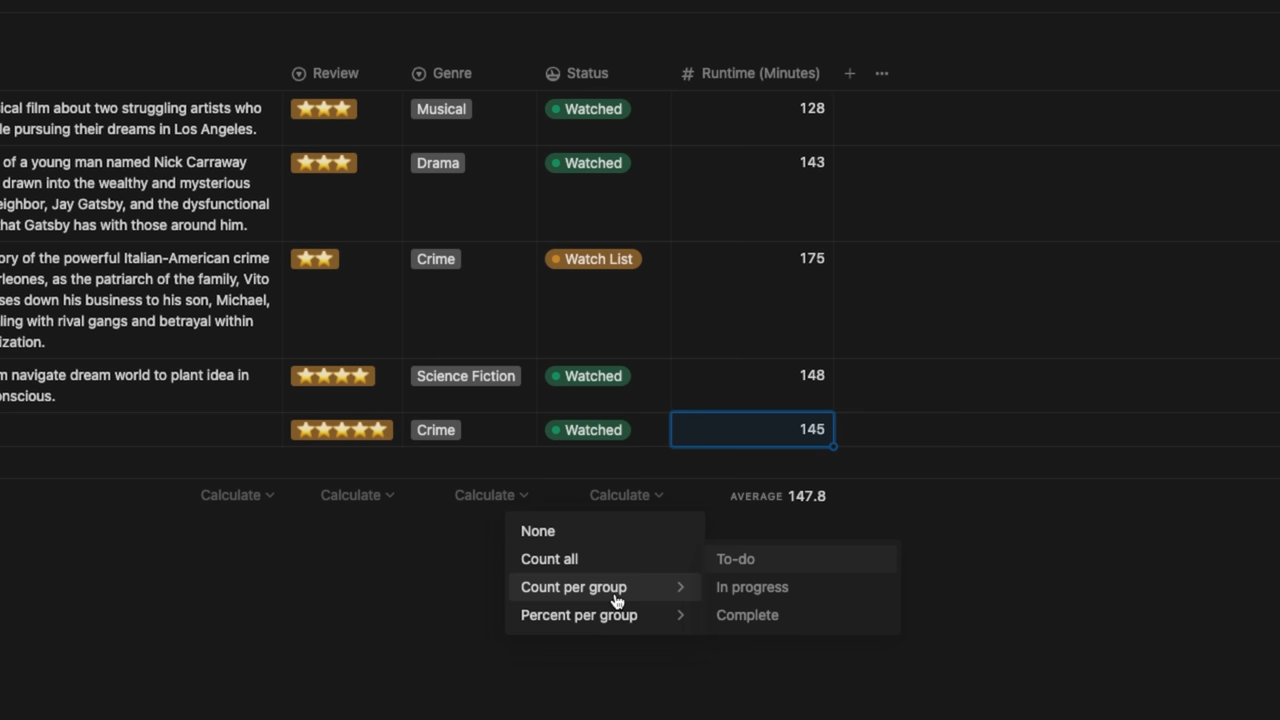 Review Genre Status # Runtime (Minutes) + ...
ical film about two struggling artists who ⭐⭐⭐ Musical Watched 128
le pursuing their dreams in Los Angeles.
of a young man named Nick Carraway ⭐⭐⭐ Drama Watched 143
drawn into the wealthy and mysterious
eighbor, Jay Gatsby, and the dysfunctional
hat Gatsby has with those around him.
ory of the powerful Italian-American crime ⭐⭐ Crime Watch List 175
rleones, as the patriarch of the family, Vito
ses down his business to his son, Michael,
ling with rival gangs and betrayal within
ization.
m navigate dream world to plant idea in ⭐⭐⭐⭐ Science Fiction Watched 148
onscious.
⭐⭐⭐⭐⭐ Crime Watched 145
Calculate Calculate Calculate Calculate AVERAGE 147.8
None
Count all To-do
Count per group In progress
Percent per group Complete